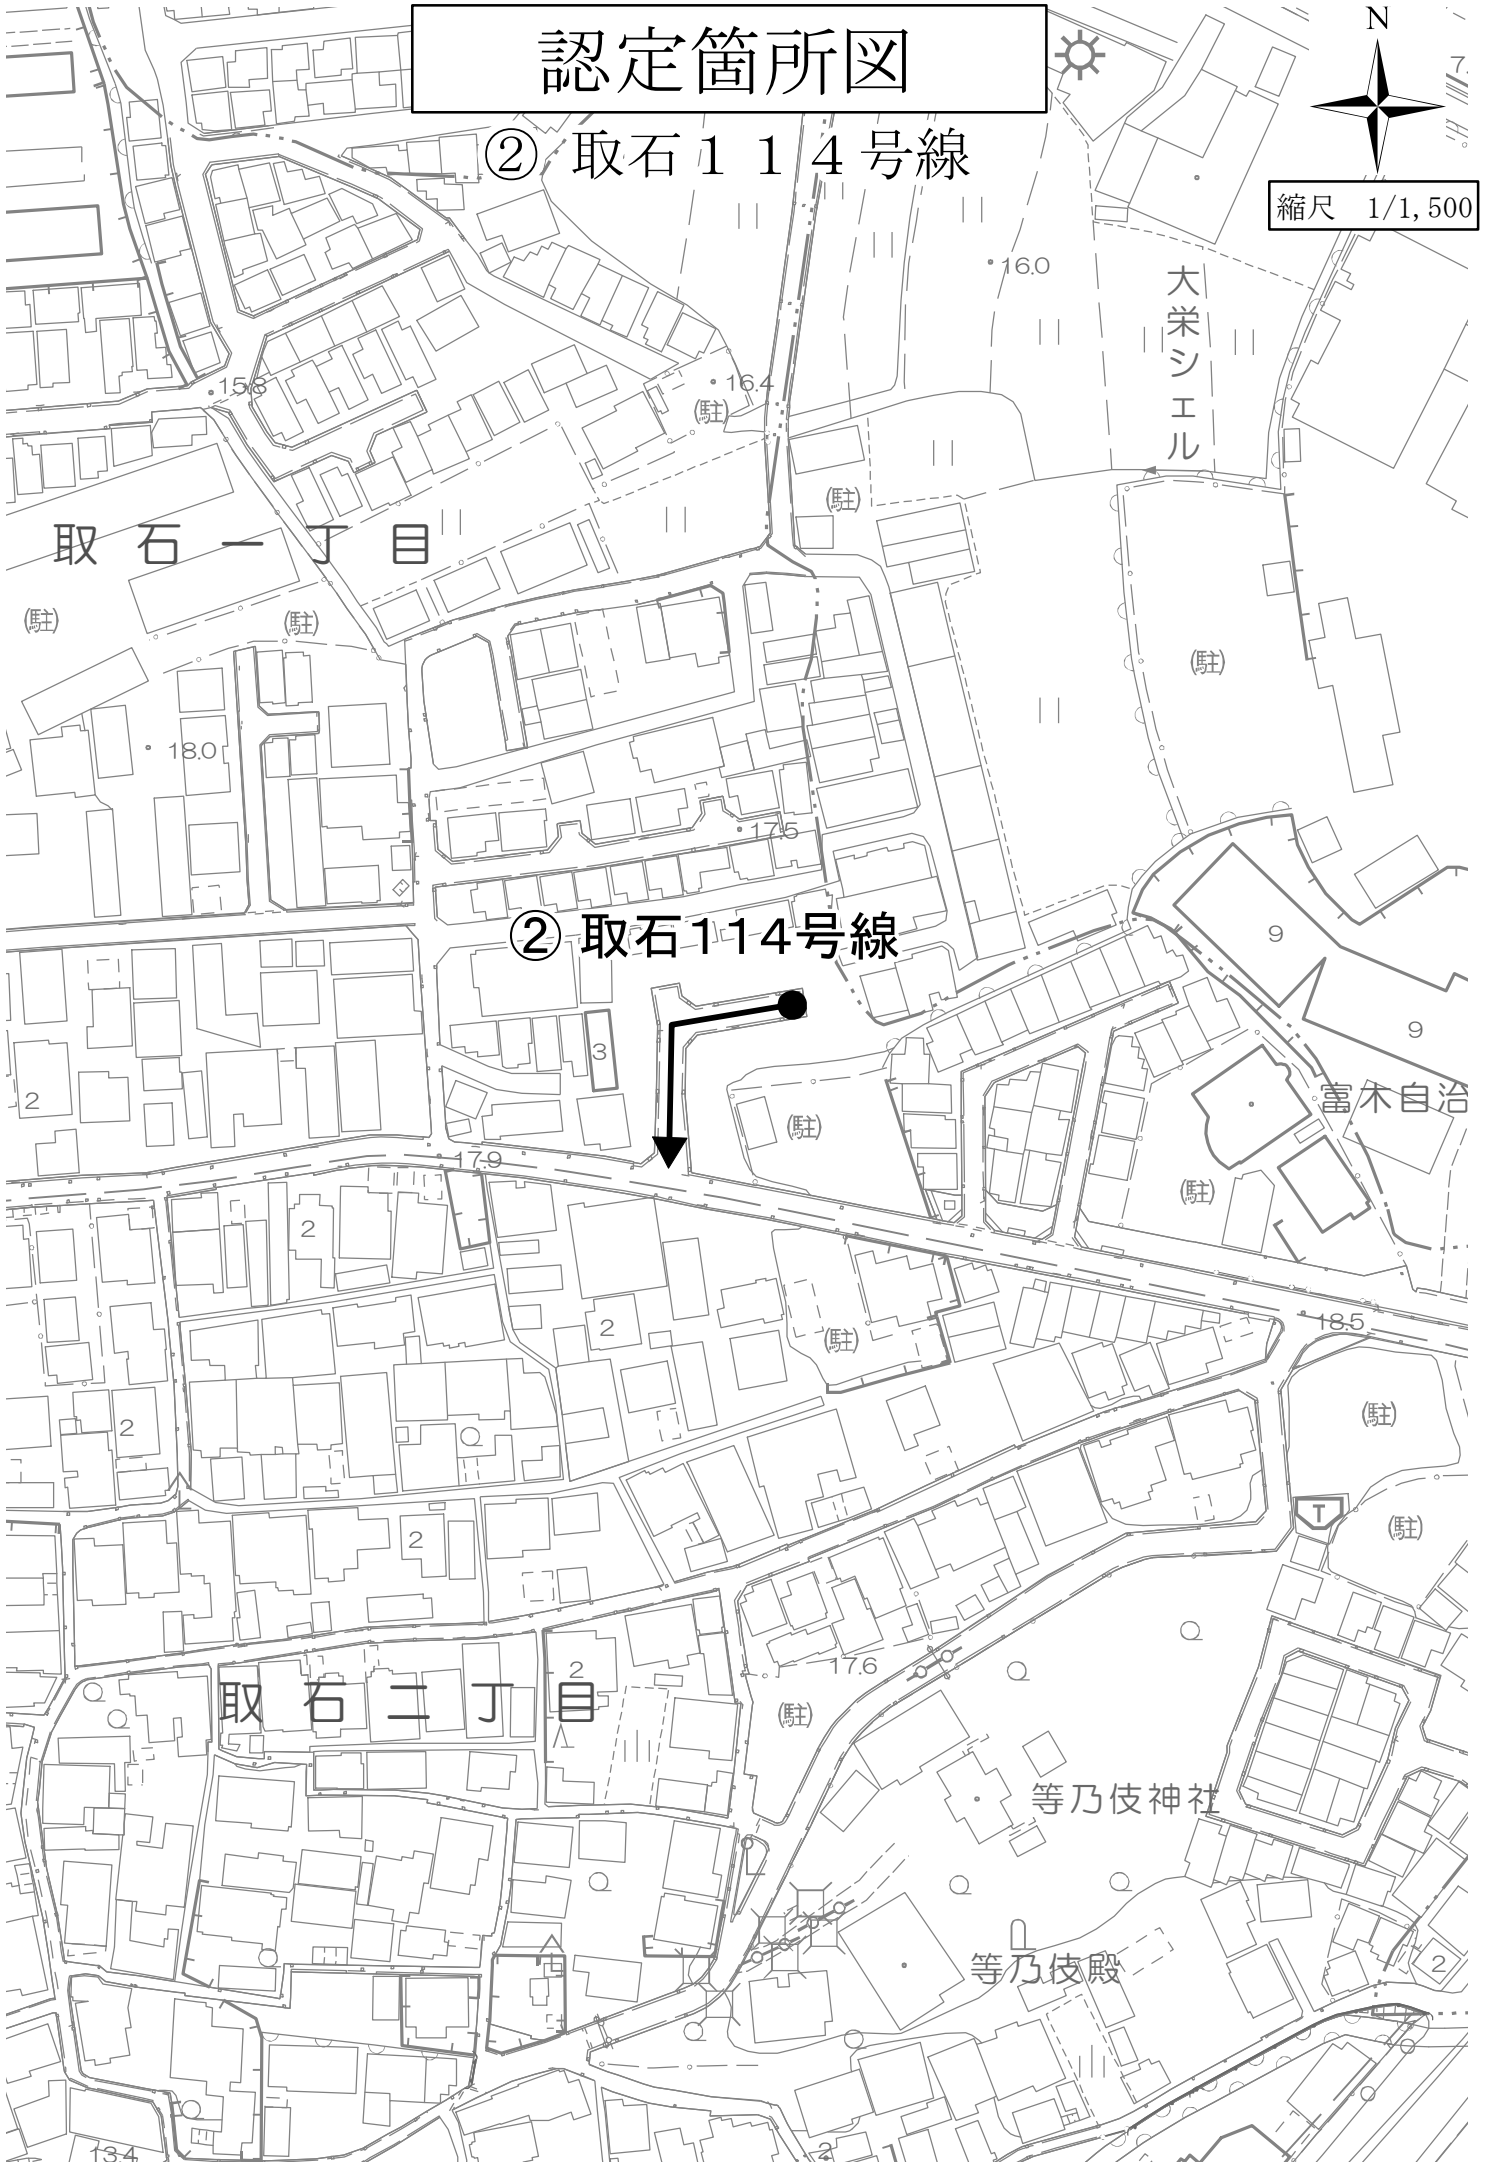 認定箇所図
② 取石１１４号線
N
縮尺 1/1,500
7.
16.0
大栄シェル
15.8
16.4
(駐)
(駐)
取石一丁目
(駐)
(駐)
(駐)
18.0
17.5
② 取石114号線
9
9
3
2
富木自治
(駐)
17.9
(駐)
2
2
(駐)
18.5
2
(駐)
2
T
(駐)
17.6
2
取石二丁目
(駐)
等乃伎神社
等乃伎殿
2
13.4
2